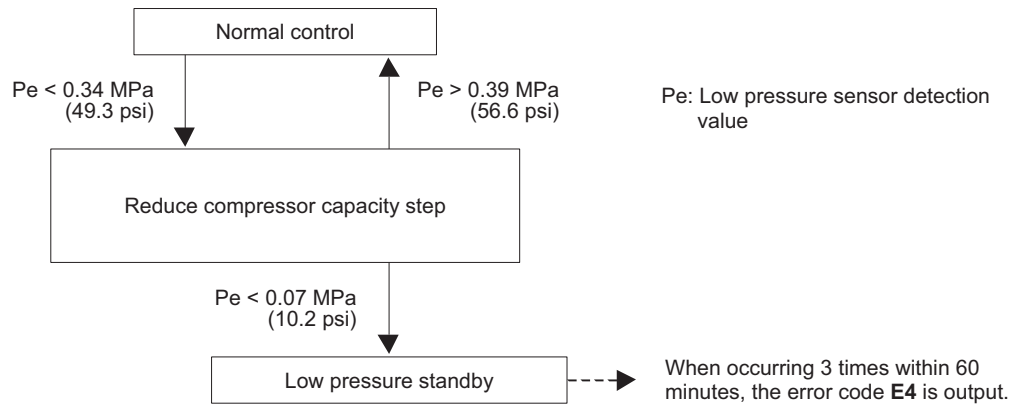 Normal control
Pe < 0.34 MPa
(49.3 psi)
Pe > 0.39 MPa
(56.6 psi)
Pe: Low pressure sensor detection
value
Reduce compressor capacity step
Pe < 0.07 MPa
(10.2 psi)
Low pressure standby
When occurring 3 times within 60
minutes, the error code E4 is output.